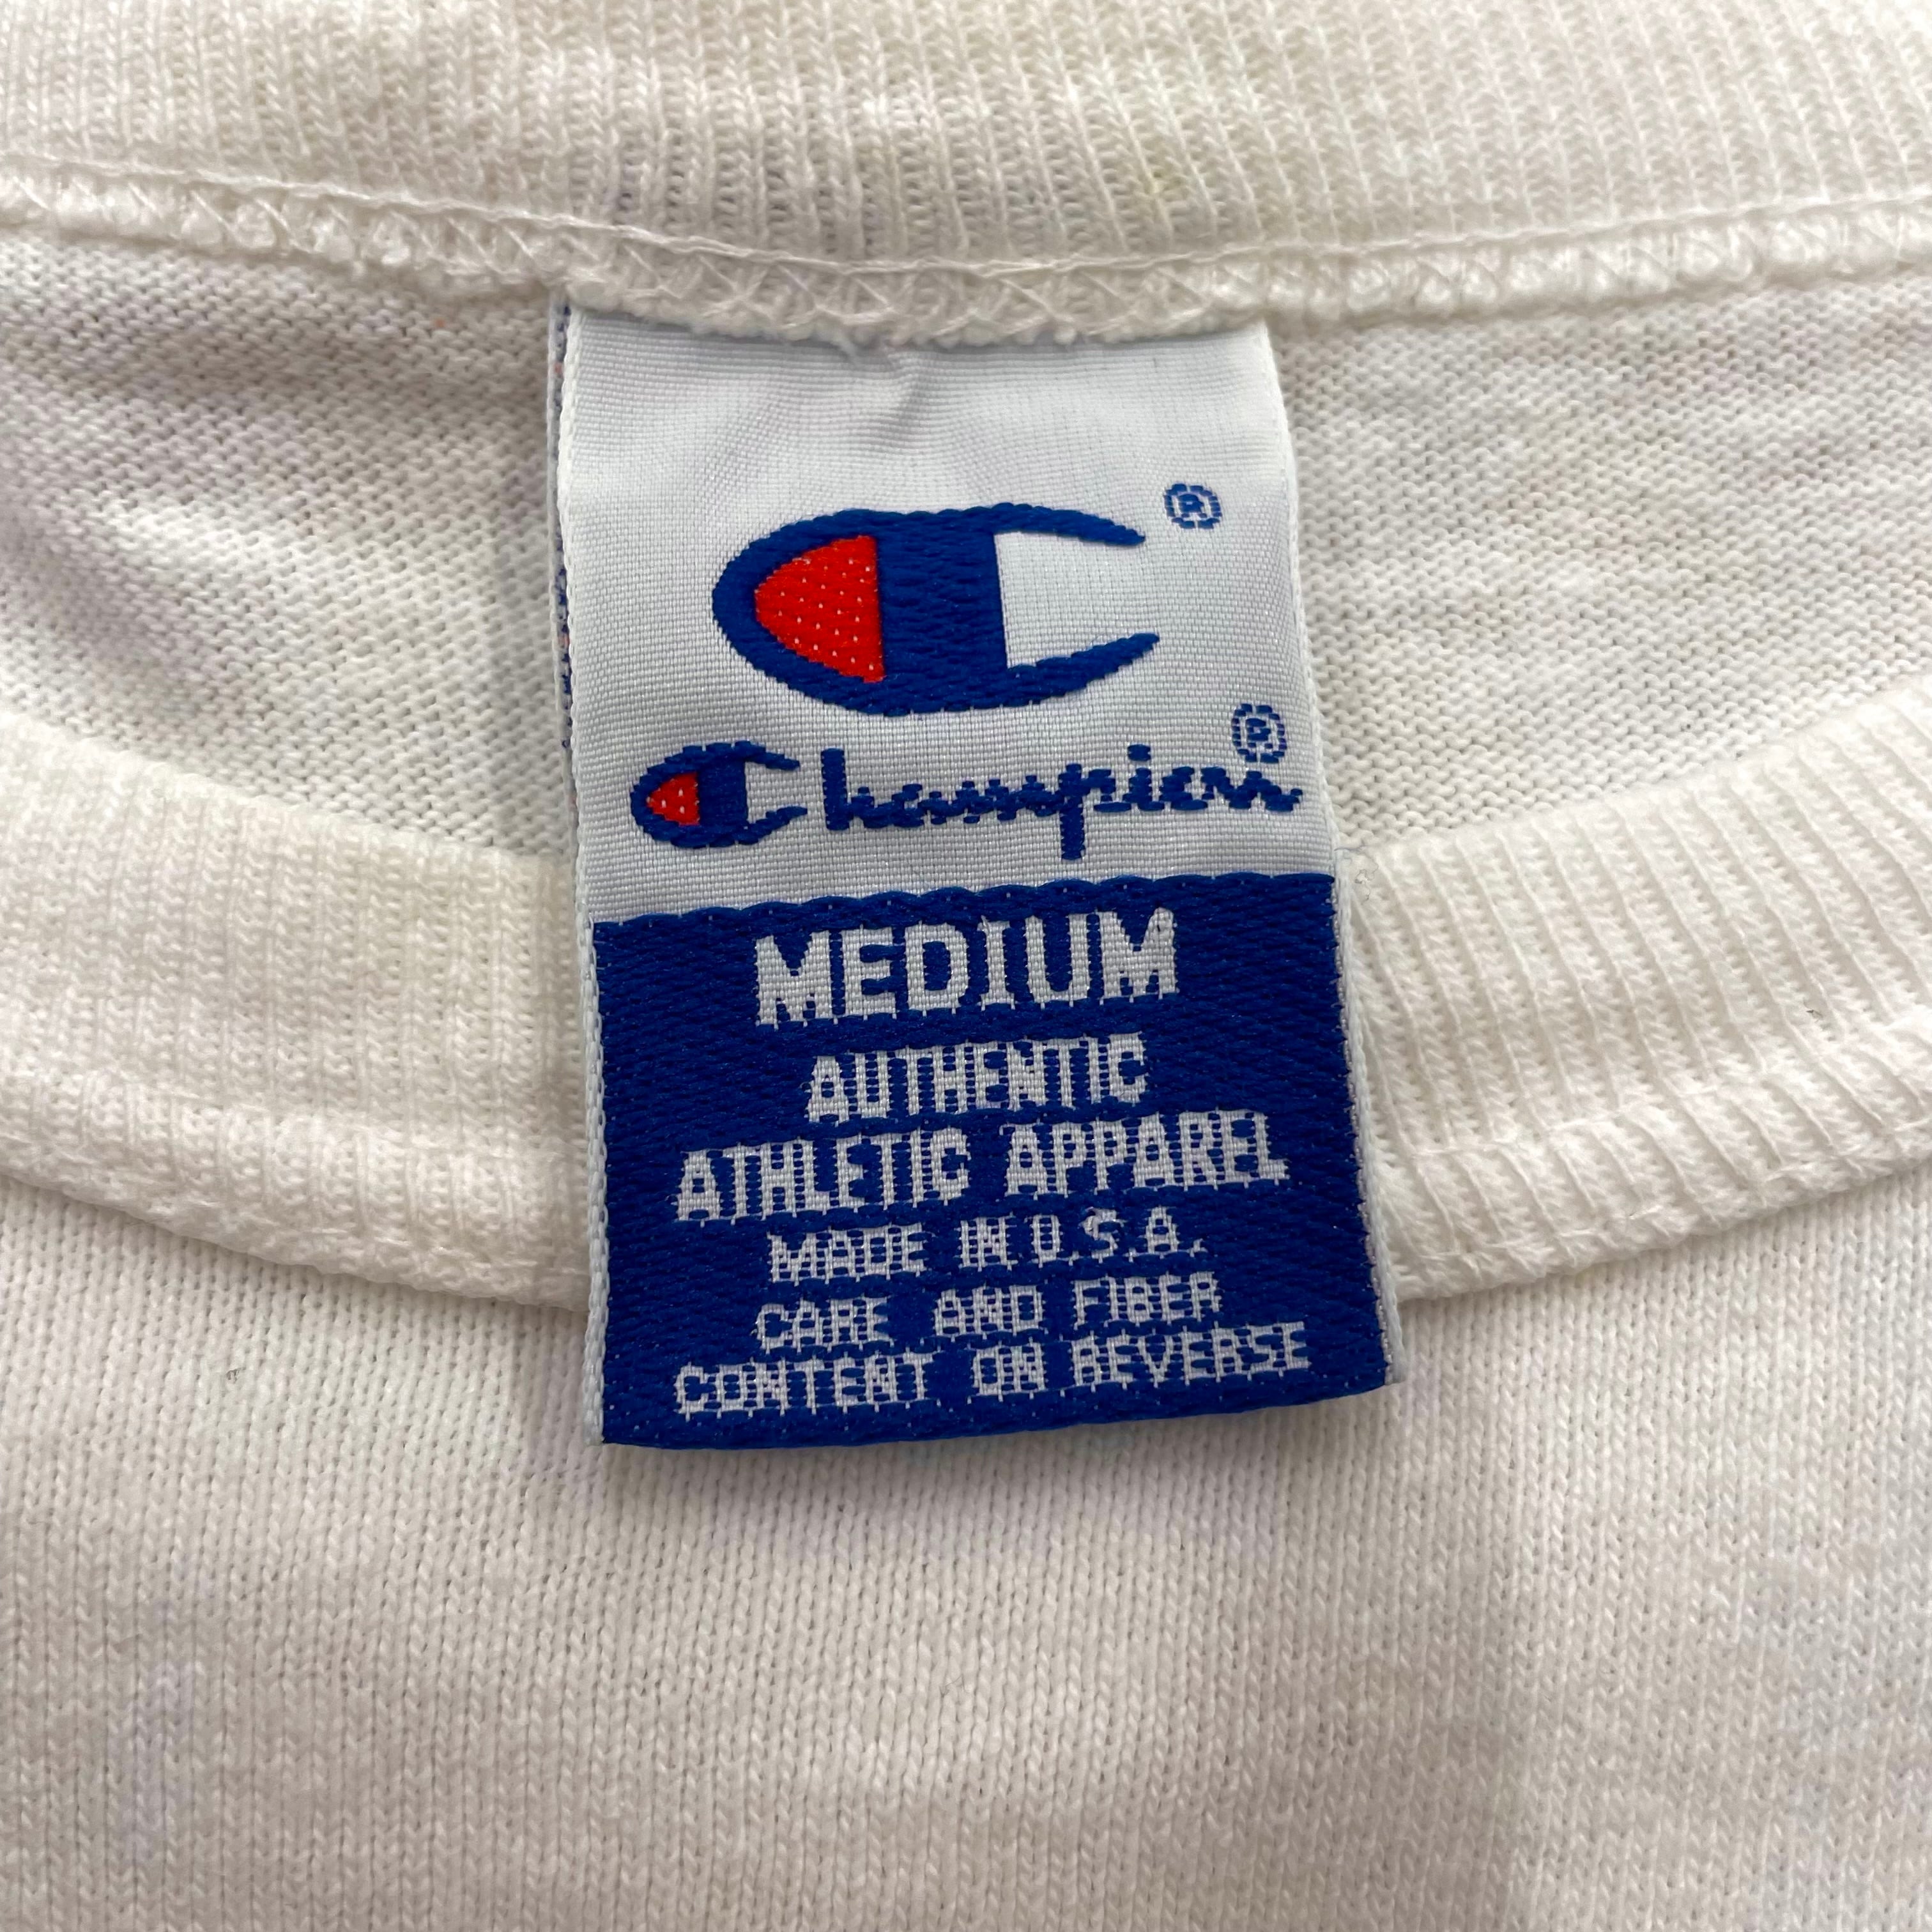 ®
Champion®
MEDIUM
AUTHENTIC
ATHLETIC APPAREL
MADE IN U.S.A.
CARE AND FIBER
CONTENT ON REVERSE